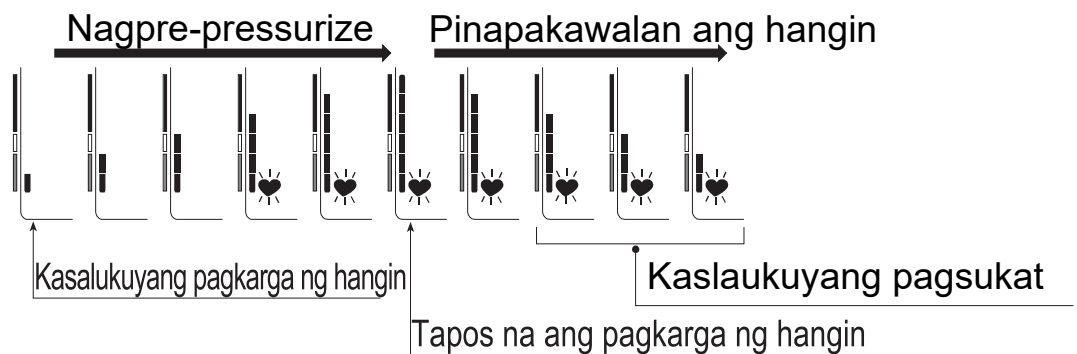 Nagpre-pressurize
Pinapakawalan ang hangin
Kasalukuyang pagkarga ng hangin
Kaslaukuyang pagsukat
Tapos na ang pagkarga ng hangin